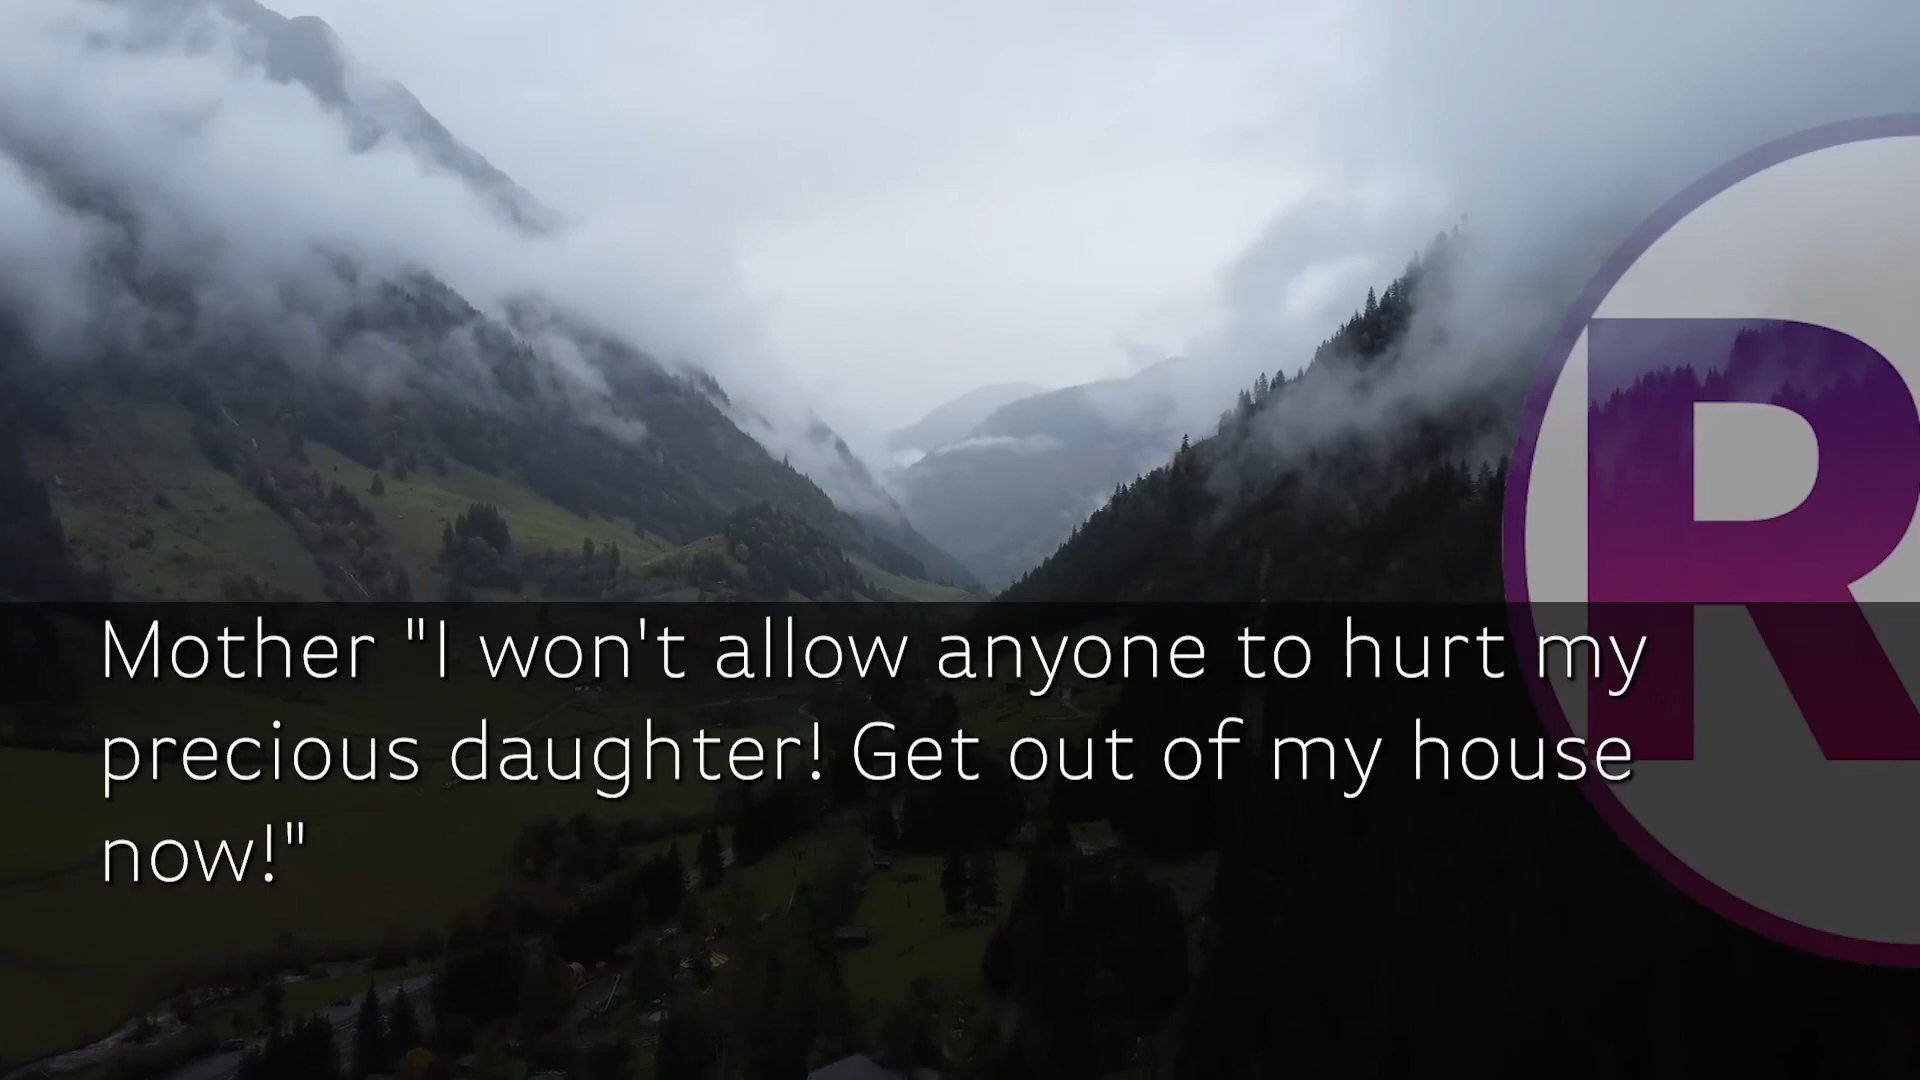 Mother "I won't allow anyone to hurt my
precious daughter! Get out of my house
now!"
R